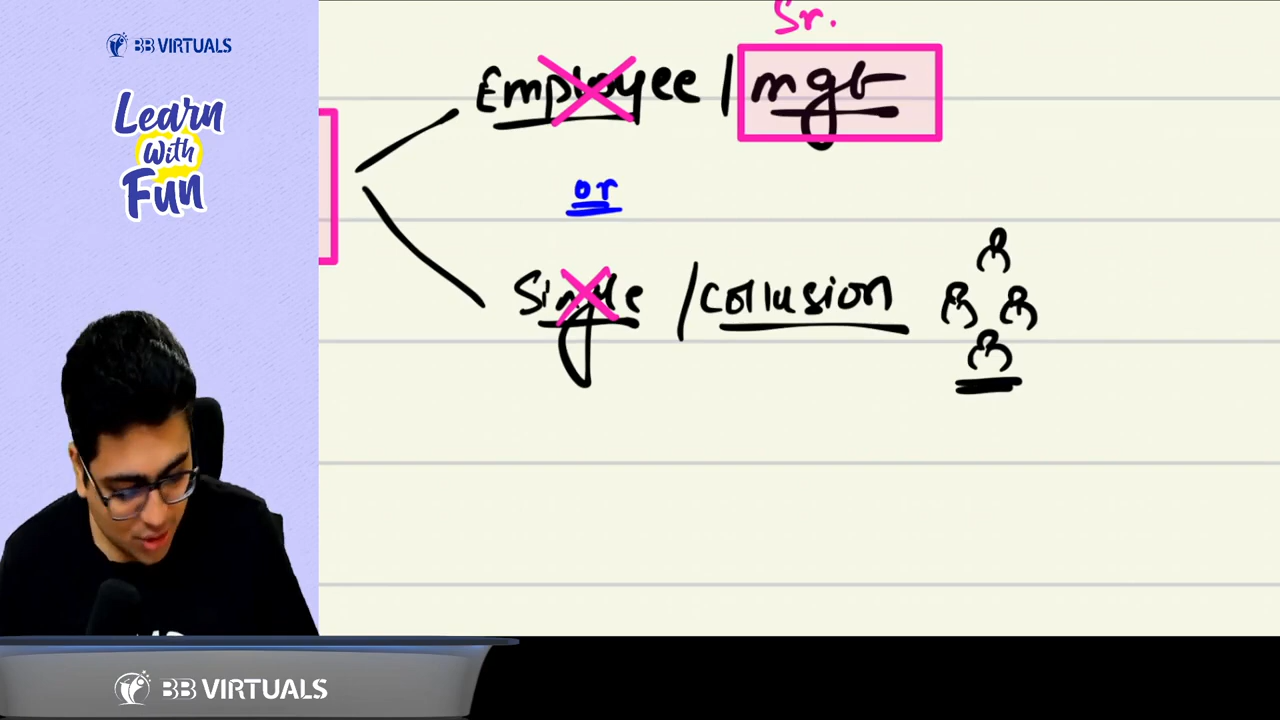 BB VIRTUALS
Learn
With
Fun
Sr.
Employee / mgt
or
Single / collusion
BB VIRTUALS